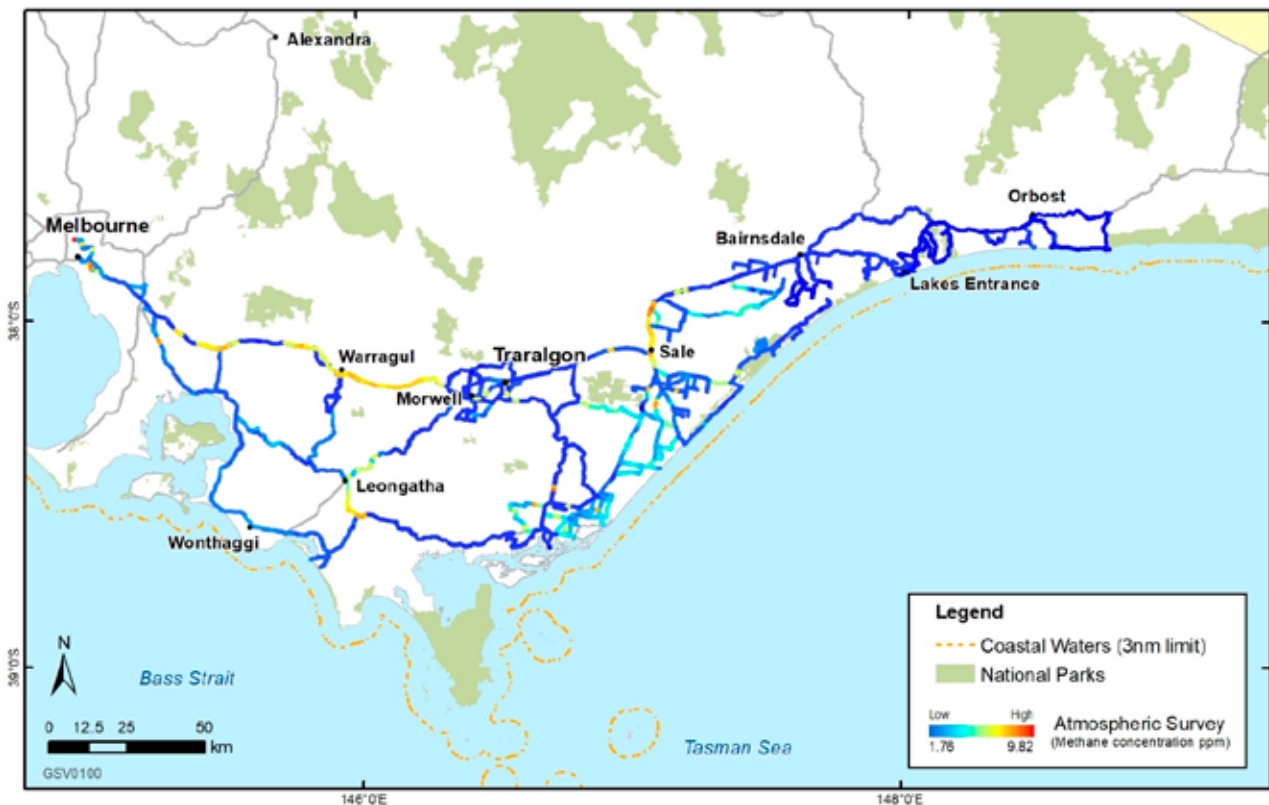 Alexandra
Melbourne
Orbost
Bairnsdale
Lakes Entrance
38°0'S
Warragul
Traralgon
Sale
Morwell
Leongatha
Wonthaggi
Legend
Coastal Waters (3nm limit)
National Parks
Low High
1.76 9.82
Atmospheric Survey
(Methane concentration ppm)
39°0'S
N
Bass Strait
0 12.5 25 50
km
Tasman Sea
GSV0100
146°0'E
148°0'E